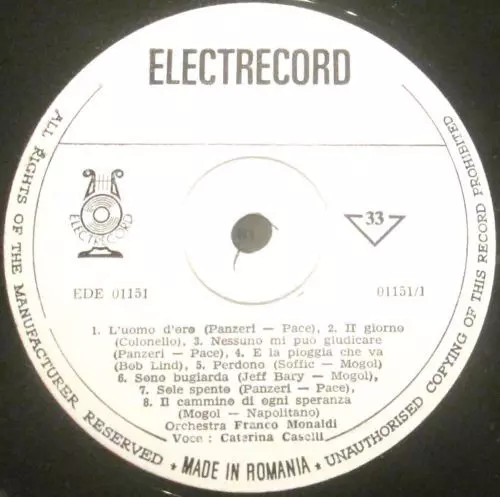 ELECTRECORD
ELECTRECORD
33
EDE 01151
01151/1
1. L'uomo d'oro (Panzeri — Pace), 2. Il giorno
(Colonello), 3. Nessuno mi puo giudicare
(Panzeri — Pace), 4. E la pioggia che va
(Bob Lind), 5. Perdono (Soffic — Mogol)
6. Sono bugiarda (Jeff Bary — Mogol),
7. Sole spento (Panzeri — Pace),
8. Il cammino di ogni speranza
(Mogol — Napolitano)
Orchestra Franco Monaldi
Voce : Caterina Caselli
ALL RIGHTS OF THE MANUFACTURER RESERVED ★ MADE IN ROMANIA ★ UNAUTHORISED COPYING OF THIS RECORD PROHIBITED